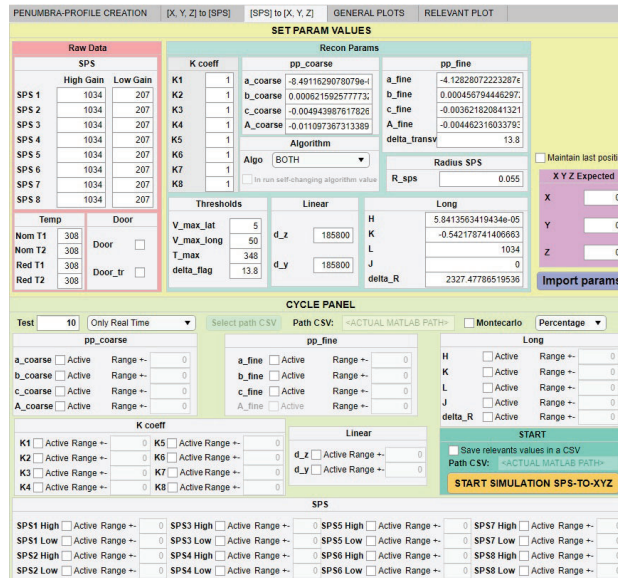 PENUMBRA-PROFILE CREATION [X, Y, Z] to [SPS] [SPS] to [X, Y, Z] GENERAL PLOTS RELEVANT PLOT
SET PARAM VALUES
Raw Data
SPS
High Gain Low Gain
SPS 1 1034 207
SPS 2 1034 207
SPS 3 1034 207
SPS 4 1034 207
SPS 5 1034 207
SPS 6 1034 207
SPS 7 1034 207
SPS 8 1034 207
Temp
Nom T1 308
Nom T2 308
Red T1 308
Red T2 308
Door
Door
Door_tr
Recon Params
K coeff
K1 1
K2 1
K3 1
K4 1
K5 1
K6 1
K7 1
K8 1
pp_coarse
a_coarse -8.4911629078079e-
b_coarse 0.000621592577773
c_coarse -0.004943987617826
A_coarse -0.011097367313389
pp_fine
a_fine -4.12828072223287e
b_fine 0.000456794446297
c_fine -0.003621820841321
A_fine -0.004462316033793
delta_transv 13.8
Algorithm
Algo BOTH
In run self-changing algorithm value
Radius SPS
R_sps 0.055
Thresholds
V_max_lat 5
V_max_long 50
T_max 348
delta_flag 13.8
Linear
d_z 185800
d_y 185800
Long
H 5.8413563419434e-05
K -0.542178741406663
L 1034
J 0
delta_R 2327.47786519536
Maintain last positi
X Y Z Expected
X 0
Y 0
Z 0
Import params
CYCLE PANEL
Test 10 Only Real Time Select path CSV Path CSV: <ACTUAL MATLAB PATH> Montecarlo Percentage
pp_coarse
a_coarse Active Range +- 0
b_coarse Active Range +- 0
c_coarse Active Range +- 0
A_coarse Active Range +- 0
pp_fine
a_fine Active Range +- 0
b_fine Active Range +- 0
c_fine Active Range +- 0
A_fine Active Range +- 0
Long
H Active Range +- 0
K Active Range +- 0
L Active Range +- 0
J Active Range +- 0
delta_R Active Range +- 0
K coeff
K1 Active Range +- 0 K5 Active Range +- 0
K2 Active Range +- 0 K6 Active Range +- 0
K3 Active Range +- 0 K7 Active Range +- 0
K4 Active Range +- 0 K8 Active Range +- 0
Linear
d_z Active Range +- 0
d_y Active Range +- 0
START
Save relevants values in a CSV
Path CSV: <ACTUAL MATLAB PATH>
START SIMULATION SPS-TO-XYZ
SPS
SPS1 High Active Range +- 0 SPS3 High Active Range +- 0 SPS5 High Active Range +- 0 SPS7 High Active Range +- 0
SPS1 Low Active Range +- 0 SPS3 Low Active Range +- 0 SPS5 Low Active Range +- 0 SPS7 Low Active Range +- 0
SPS2 High Active Range +- 0 SPS4 High Active Range +- 0 SPS6 High Active Range +- 0 SPS8 High Active Range +- 0
SPS2 Low Active Range +- 0 SPS4 Low Active Range +- 0 SPS6 Low Active Range +- 0 SPS8 Low Active Range +- 0